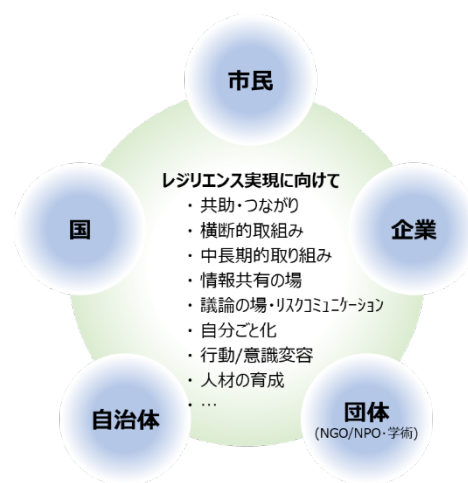 市民
国
企業
レジリエンス実現に向けて
・ 共助・つながり
・ 横断的取組み
・ 中長期的取り組み
・ 情報共有の場
・ 議論の場・リスクコミュニケーション
・ 自分ごと化
・ 行動/意識変容
・ 人材の育成
・ …
自治体
団体
(NGO/NPO・学術)